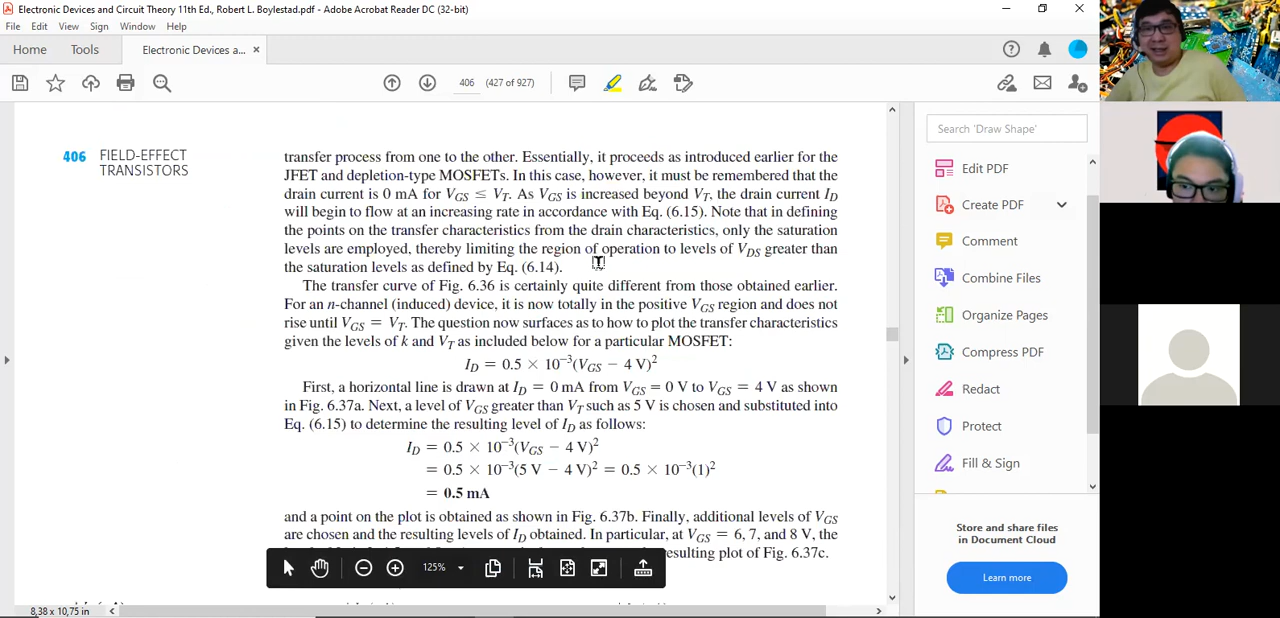 Electronic Devices and Circuit Theory 11th Ed., Robert L. Boylestad.pdf - Adobe Acrobat Reader DC (32-bit)
File Edit View Sign Window Help
Home Tools Electronic Devices a... ×
406 (427 of 927)
406 FIELD-EFFECT
TRANSISTORS
transfer process from one to the other. Essentially, it proceeds as introduced earlier for the
JFET and depletion-type MOSFETs. In this case, however, it must be remembered that the
drain current is 0 mA for VGS ≤ VT. As VGS is increased beyond VT, the drain current ID
will begin to flow at an increasing rate in accordance with Eq. (6.15). Note that in defining
the points on the transfer characteristics from the drain characteristics, only the saturation
levels are employed, thereby limiting the region of operation to levels of VDS greater than
the saturation levels as defined by Eq. (6.14).
The transfer curve of Fig. 6.36 is certainly quite different from those obtained earlier.
For an n-channel (induced) device, it is now totally in the positive VGS region and does not
rise until VGS = VT. The question now surfaces as to how to plot the transfer characteristics
given the levels of k and VT as included below for a particular MOSFET:
ID = 0.5 × 10⁻³(VGS − 4 V)²
First, a horizontal line is drawn at ID = 0 mA from VGS = 0 V to VGS = 4 V as shown
in Fig. 6.37a. Next, a level of VGS greater than VT such as 5 V is chosen and substituted into
Eq. (6.15) to determine the resulting level of ID as follows:
ID = 0.5 × 10⁻³(VGS − 4 V)²
= 0.5 × 10⁻³(5 V − 4 V)² = 0.5 × 10⁻³(1)²
= 0.5 mA
and a point on the plot is obtained as shown in Fig. 6.37b. Finally, additional levels of VGS
are chosen and the resulting levels of ID obtained. In particular, at VGS = 6, 7, and 8 V, the
resulting plot of Fig. 6.37c.
125%
8,38 x 10,75 in
Search 'Draw Shape'
Edit PDF
Create PDF
Comment
Combine Files
Organize Pages
Compress PDF
Redact
Protect
Fill & Sign
Store and share files
in Document Cloud
Learn more